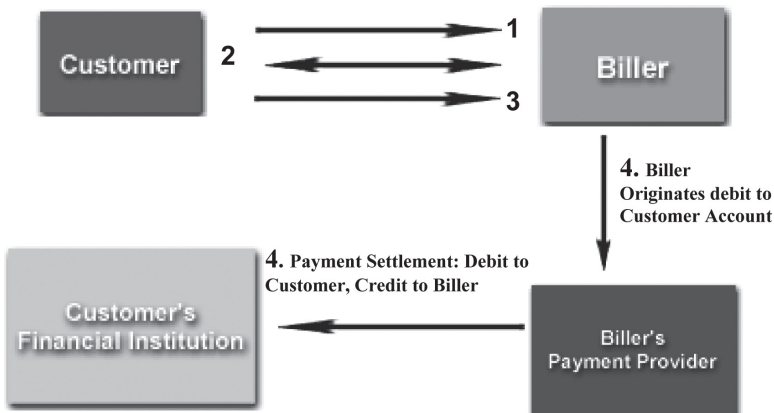 1
Customer
2
Biller
3
4. Biller
Originates debit to
Customer Account
4. Payment Settlement: Debit to
Customer, Credit to Biller
Customer's
Financial Institution
Biller's
Payment Provider